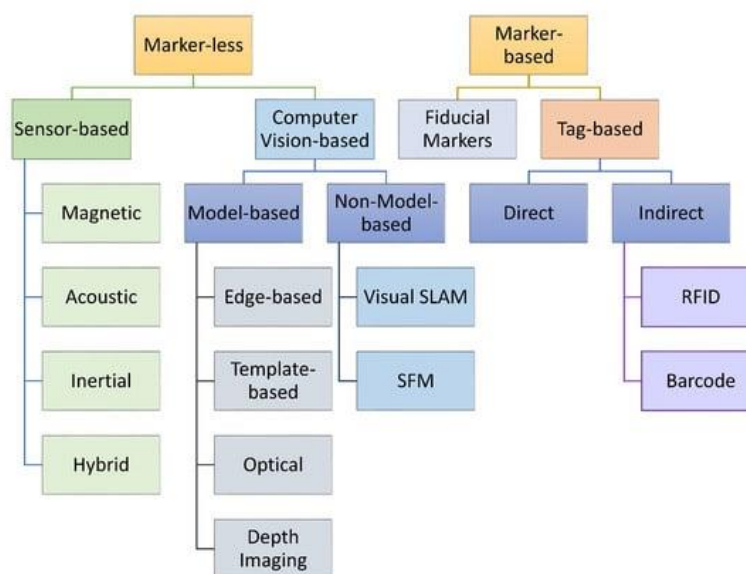 Marker-less
Marker-
based
Sensor-based
Computer
Vision-based
Fiducial
Markers
Tag-based
Magnetic
Model-based
Non-Model-
based
Direct
Indirect
Acoustic
Edge-based
Visual SLAM
RFID
Inertial
Template-
based
SFM
Barcode
Hybrid
Optical
Depth
Imaging